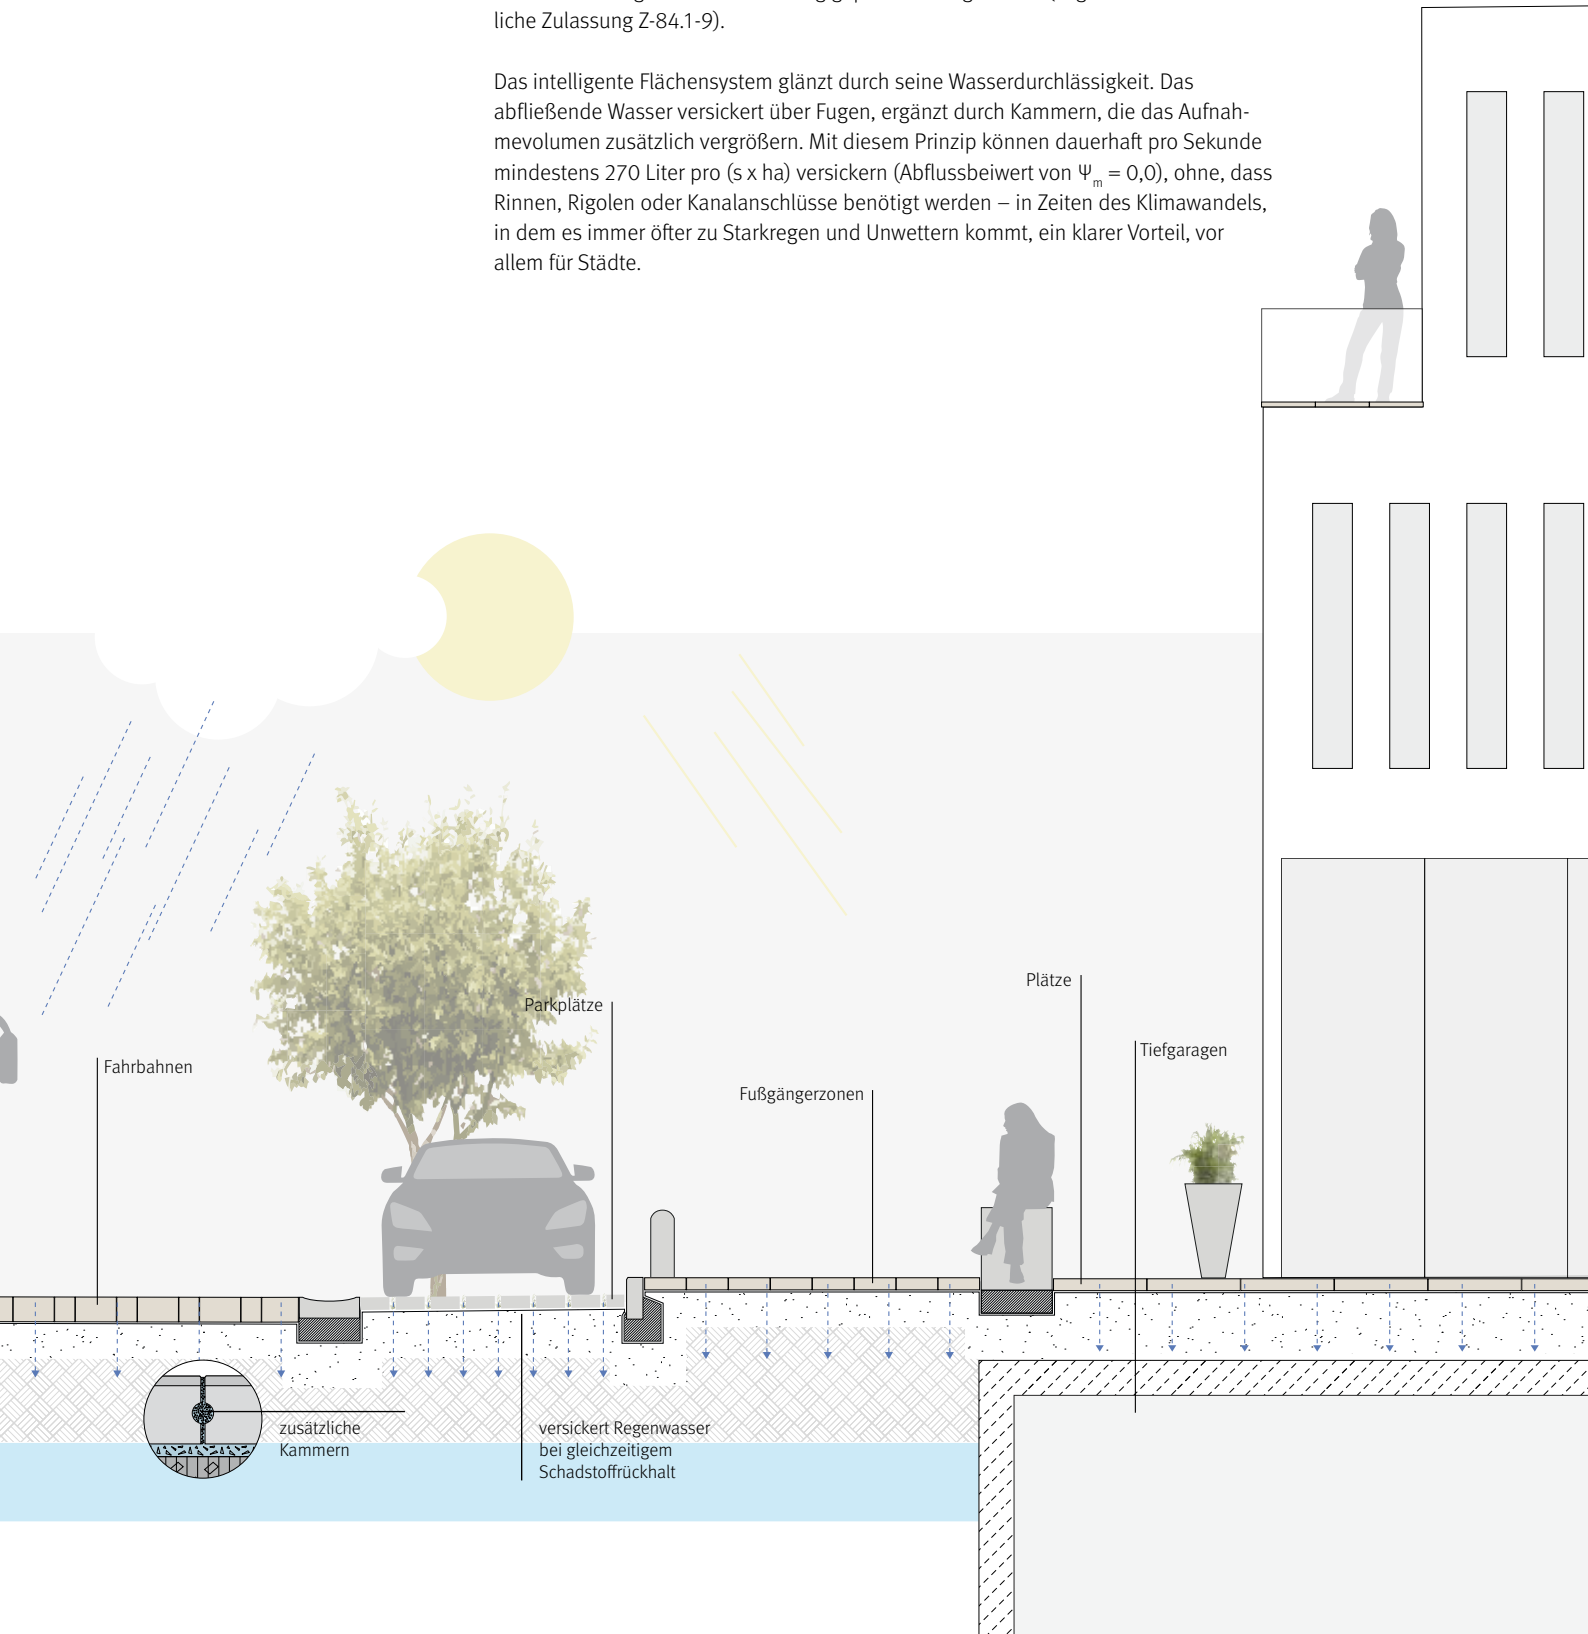 liche Zulassung Z-84.1-9).
Das intelligente Flächensystem glänzt durch seine Wasserdurchlässigkeit. Das
abfließende Wasser versickert über Fugen, ergänzt durch Kammern, die das Aufnah-
mevolumen zusätzlich vergrößern. Mit diesem Prinzip können dauerhaft pro Sekunde
mindestens 270 Liter pro (s x ha) versickern (Abflussbeiwert von Ψm = 0,0), ohne, dass
Rinnen, Rigolen oder Kanalanschlüsse benötigt werden – in Zeiten des Klimawandels,
in dem es immer öfter zu Starkregen und Unwettern kommt, ein klarer Vorteil, vor
allem für Städte.
Plätze
Parkplätze
Tiefgaragen
Fahrbahnen
Fußgängerzonen
zusätzliche
Kammern
versickert Regenwasser
bei gleichzeitigem
Schadstoffrückhalt